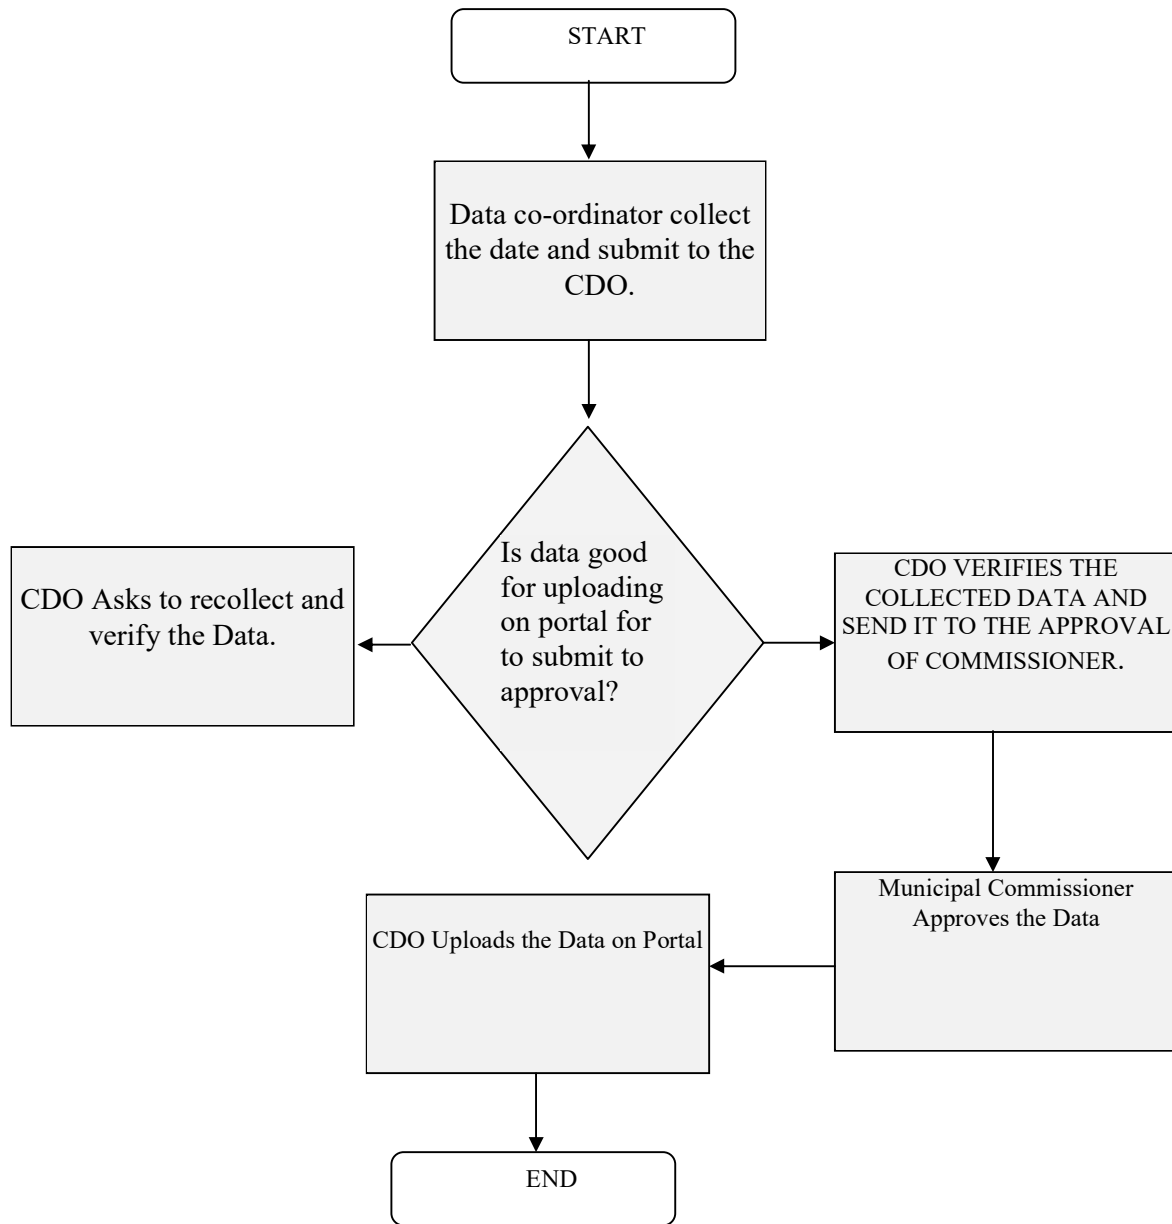 START
Data co-ordinator collect
the date and submit to the
CDO.
Is data good
for uploading
on portal for
to submit to
approval?
CDO Asks to recollect and
verify the Data.
CDO VERIFIES THE
COLLECTED DATA AND
SEND IT TO THE APPROVAL
OF COMMISSIONER.
Municipal Commissioner
Approves the Data
CDO Uploads the Data on Portal
END